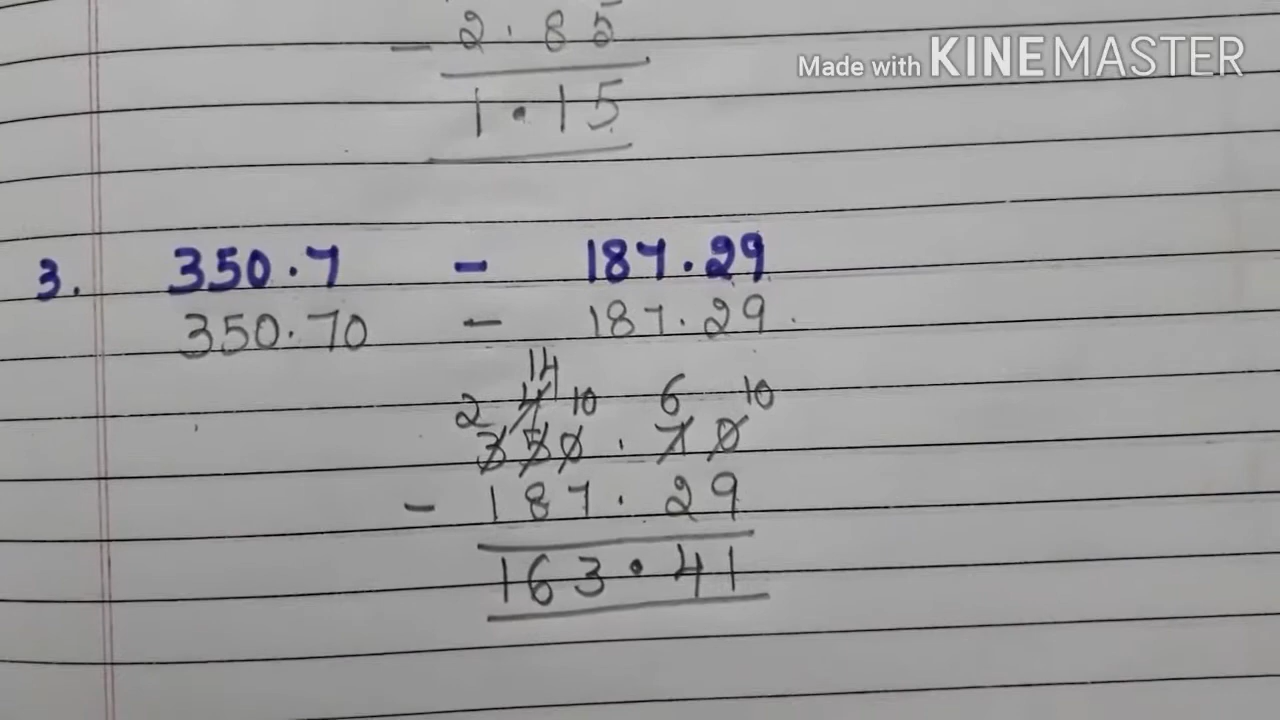 - 2.85
Made with KINEMASTER
1.15
3. 350.7 - 187.29
350.70 - 187.29.
14
2 4 10 6 10
350.70
- 187.29
163.41